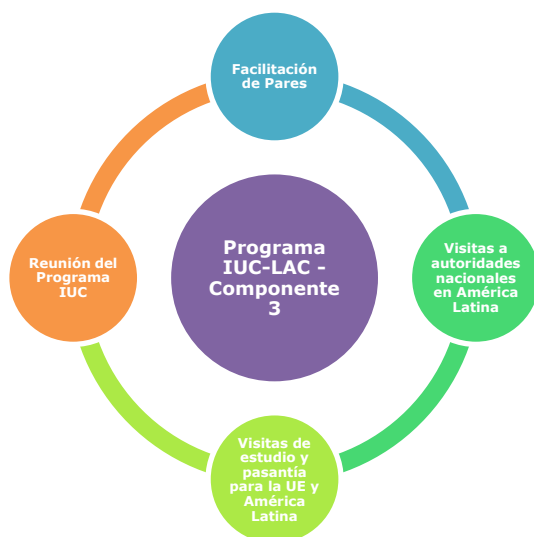 Facilitación
de Pares
Reunión del
Programa
IUC
Programa
IUC-LAC -
Componente
3
Visitas a
autoridades
nacionales
en América
Latina
Visitas de
estudio y
pasantía
para la UE y
América
Latina